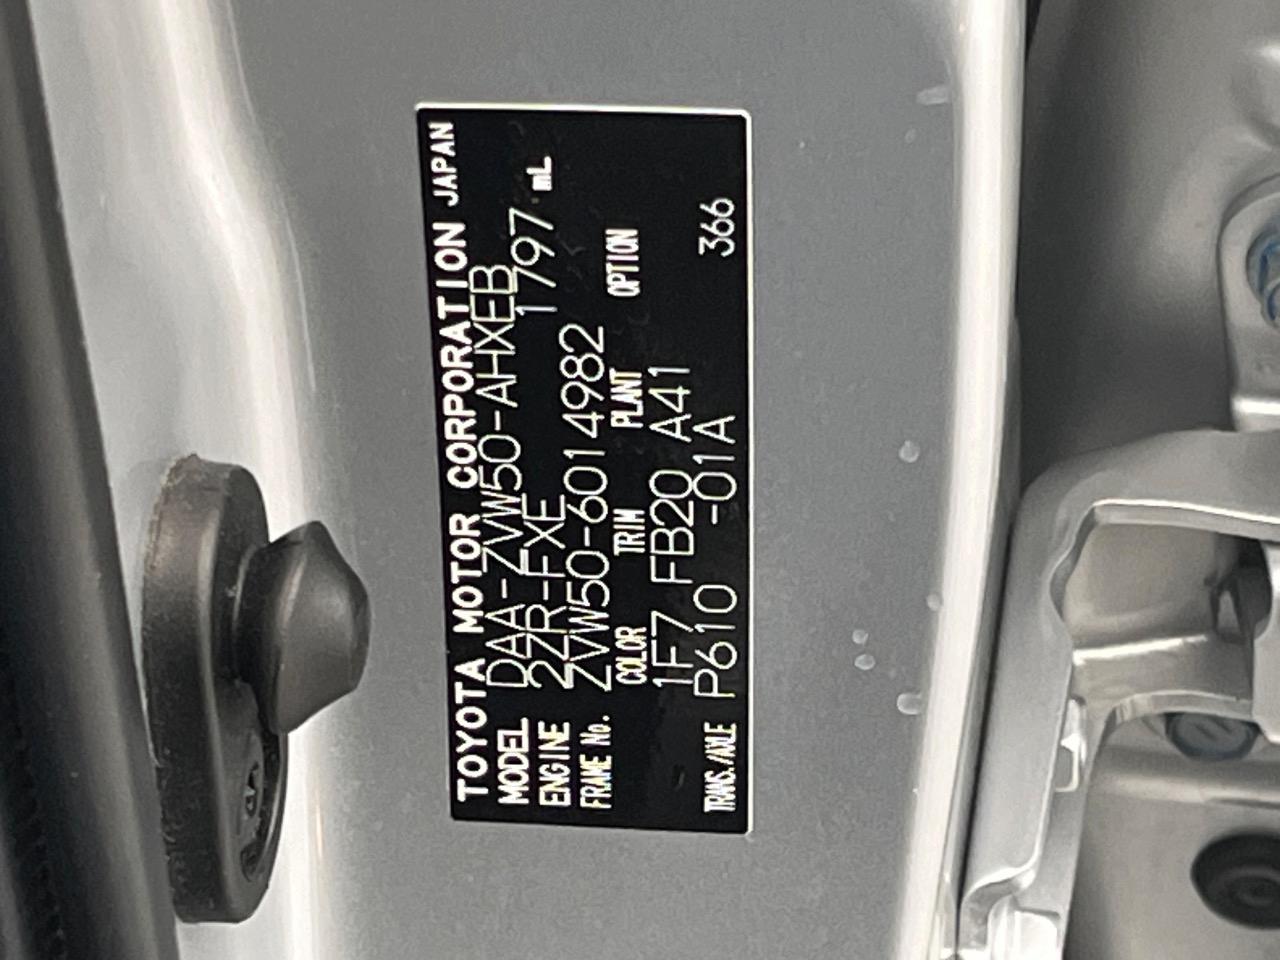 TOYOTA MOTOR CORPORATION JAPAN
MODEL DAA-ZVW50-AHXEB
ENGINE 2ZR-FXE 1797 mL
FRAME No. ZVW50-6014982
COLOR TRIM PLANT OPTION
1F7 FB20 A41
TRANS./AXLE P610 -01A 366